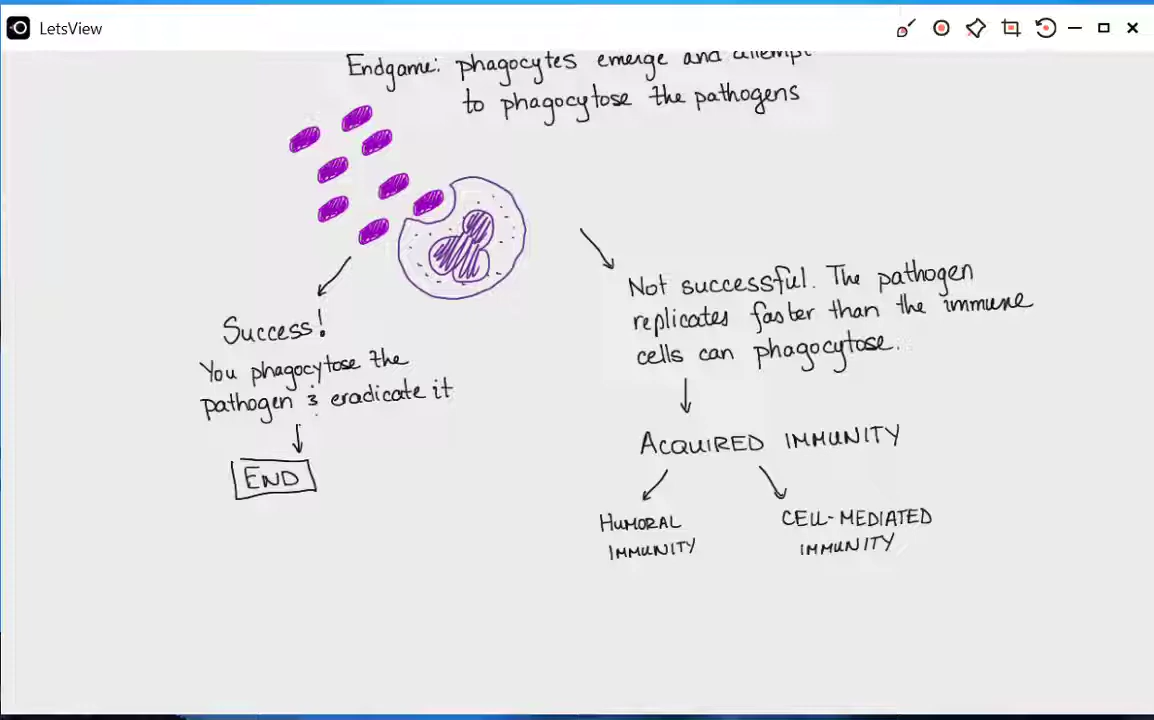 LetsView
Endgame: phagocytes emerge and attempt
to phagocytose the pathogens
Not successful. The pathogen
replicates faster than the immune
cells can phagocytose.
Success!
You phagocytose the
pathogen & eradicate it
END
ACQUIRED IMMUNITY
HUMORAL
IMMUNITY
CELL-MEDIATED
IMMUNITY